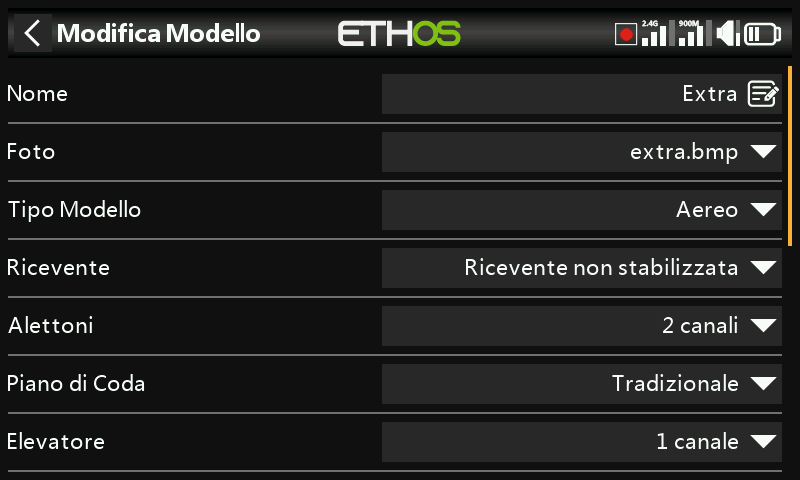 Modifica Modello
ETHOS
2.4G
900M
Nome
Extra
Foto
extra.bmp
Tipo Modello
Aereo
Ricevente
Ricevente non stabilizzata
Alettoni
2 canali
Piano di Coda
Tradizionale
Elevatore
1 canale